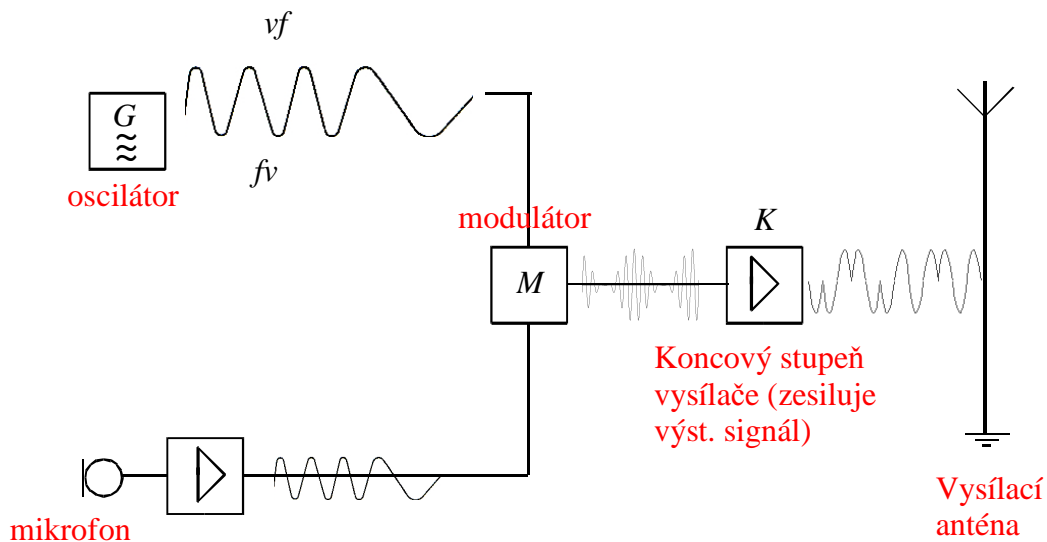 vf
G
fv
oscilátor
modulátor
K
M
Koncový stupeň
vysílače (zesiluje
výst. signál)
mikrofon
Vysílací
anténa